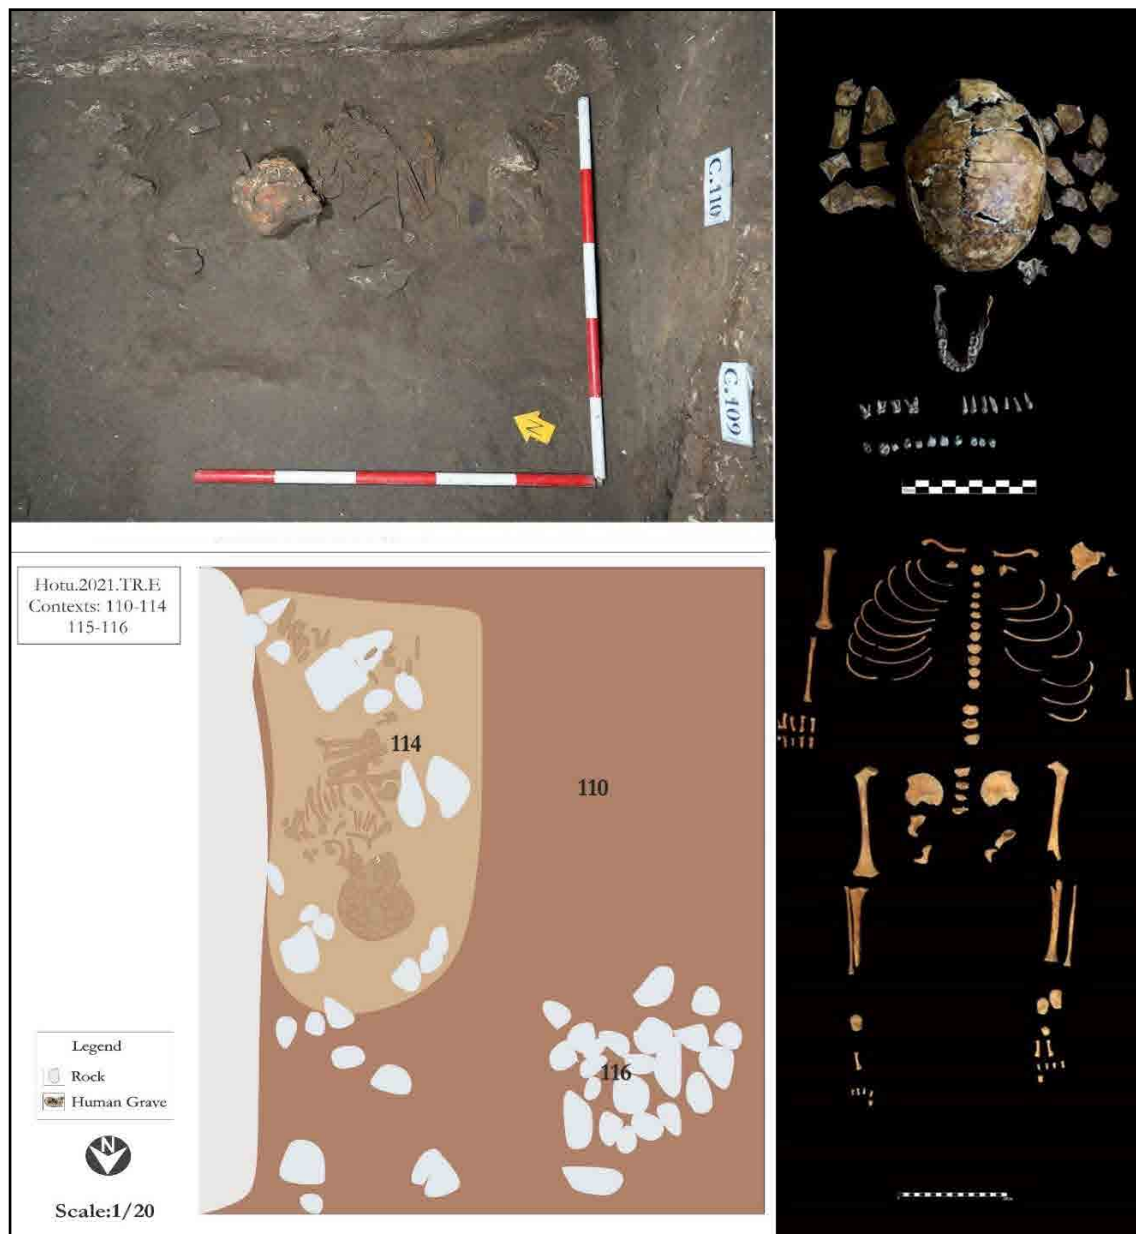 C.110
C.109
N
Hotu.2021.TR.E
Contexts: 110-114
115-116
114
110
116
Legend
Rock
Human Grave
N
Scale:1/20